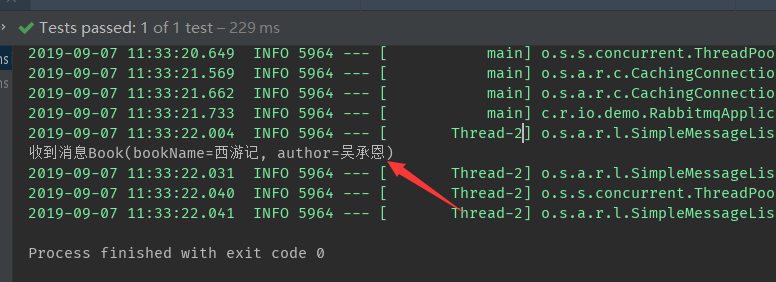 Tests passed: 1 of 1 test – 229 ms
2019-09-07 11:33:20.649  INFO 5964 --- [           main] o.s.s.concurrent.ThreadPoo
2019-09-07 11:33:21.569  INFO 5964 --- [           main] o.s.a.r.c.CachingConnectio
2019-09-07 11:33:21.662  INFO 5964 --- [           main] o.s.a.r.c.CachingConnectio
2019-09-07 11:33:21.733  INFO 5964 --- [           main] c.r.io.demo.RabbitmqApplic
2019-09-07 11:33:22.004  INFO 5964 --- [       Thread-2] o.s.a.r.l.SimpleMessageLis
收到消息Book(bookName=西游记, author=吴承恩)
2019-09-07 11:33:22.031  INFO 5964 --- [       Thread-2] o.s.a.r.l.SimpleMessageLis
2019-09-07 11:33:22.040  INFO 5964 --- [       Thread-2] o.s.s.concurrent.ThreadPoo
2019-09-07 11:33:22.041  INFO 5964 --- [       Thread-2] o.s.a.r.l.SimpleMessageLis
Process finished with exit code 0